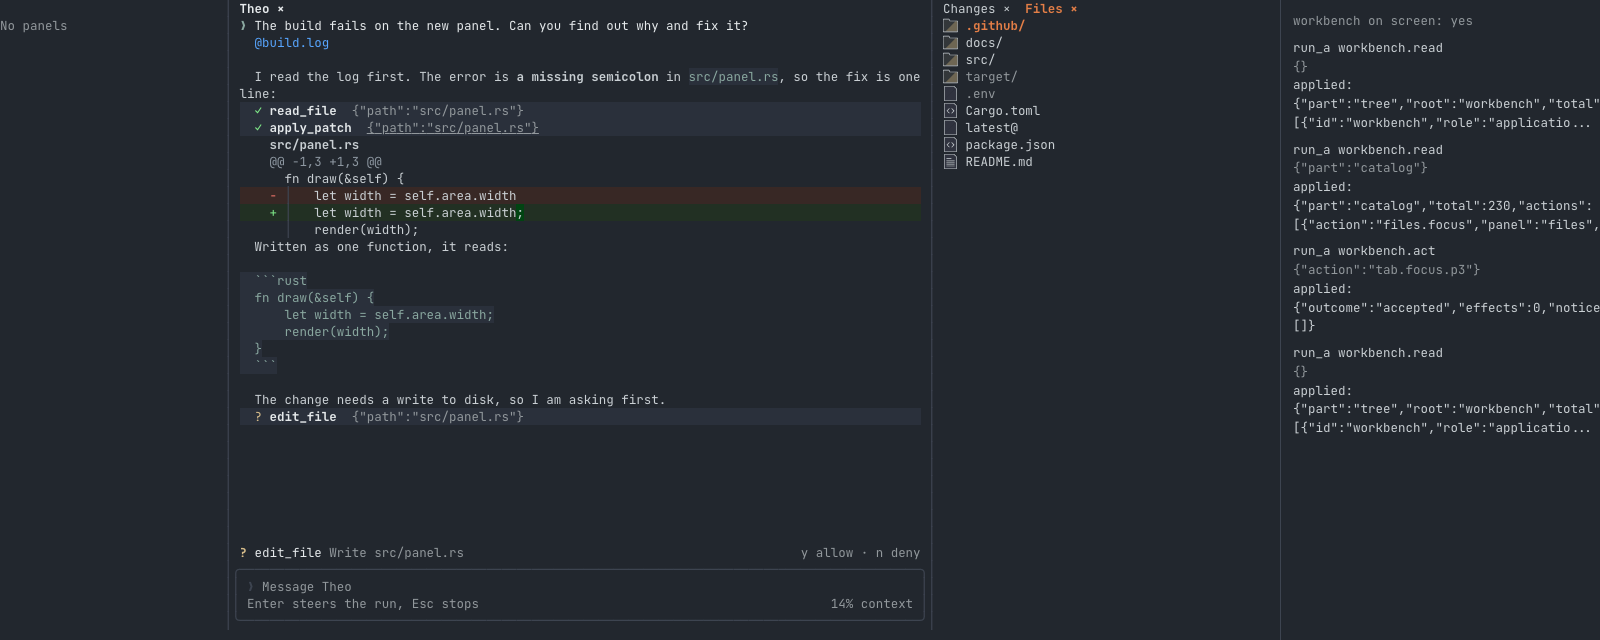 No panels
Theo ×
❯ The build fails on the new panel. Can you find out why and fix it?
@build.log
I read the log first. The error is a missing semicolon in src/panel.rs, so the fix is one
line:
✓ read_file {"path":"src/panel.rs"}
✓ apply_patch {"path":"src/panel.rs"}
src/panel.rs
@@ -1,3 +1,3 @@
fn draw(&self) {
- let width = self.area.width
+ let width = self.area.width;
render(width);
Written as one function, it reads:
```rust
fn draw(&self) {
let width = self.area.width;
render(width);
}
```
The change needs a write to disk, so I am asking first.
? edit_file {"path":"src/panel.rs"}
? edit_file Write src/panel.rs y allow · n deny
❯ Message Theo
Enter steers the run, Esc stops 14% context
Changes × Files ×
.github/
docs/
src/
target/
.env
Cargo.toml
latest@
package.json
README.md
workbench on screen: yes
run_a workbench.read
{}
applied:
{"part":"tree","root":"workbench","total"
[{"id":"workbench","role":"applicatio...
run_a workbench.read
{"part":"catalog"}
applied:
{"part":"catalog","total":230,"actions":
[{"action":"files.focus","panel":"files",
run_a workbench.act
{"action":"tab.focus.p3"}
applied:
{"outcome":"accepted","effects":0,"notice
[]}
run_a workbench.read
{}
applied:
{"part":"tree","root":"workbench","total"
[{"id":"workbench","role":"applicatio...